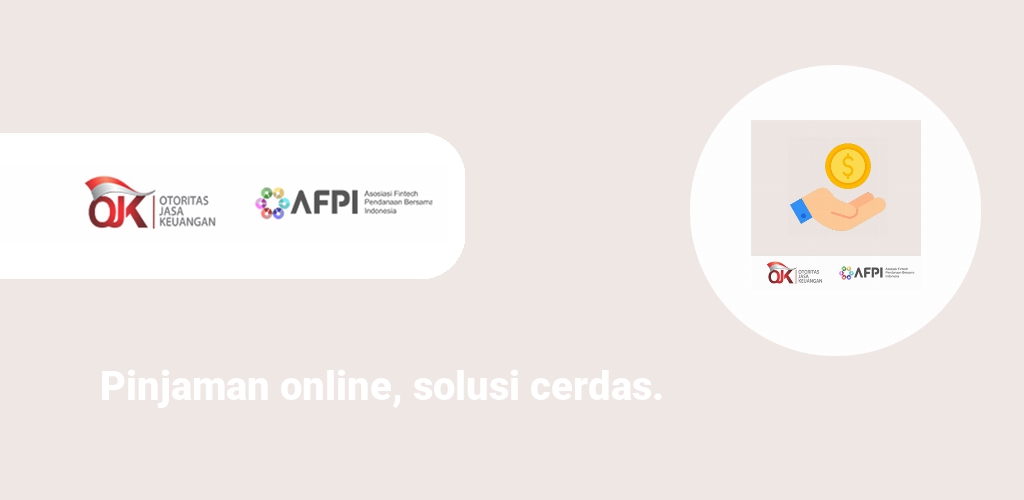 OJK
OTORITAS
JASA
KEUANGAN
AFPI
Asosiasi Fintech
Pendanaan Bersama
Indonesia
$
OJK
OTORITAS
JASA
KEUANGAN
AFPI
Asosiasi Fintech
Pendanaan Bersama
Indonesia
Pinjaman online, solusi cerdas.